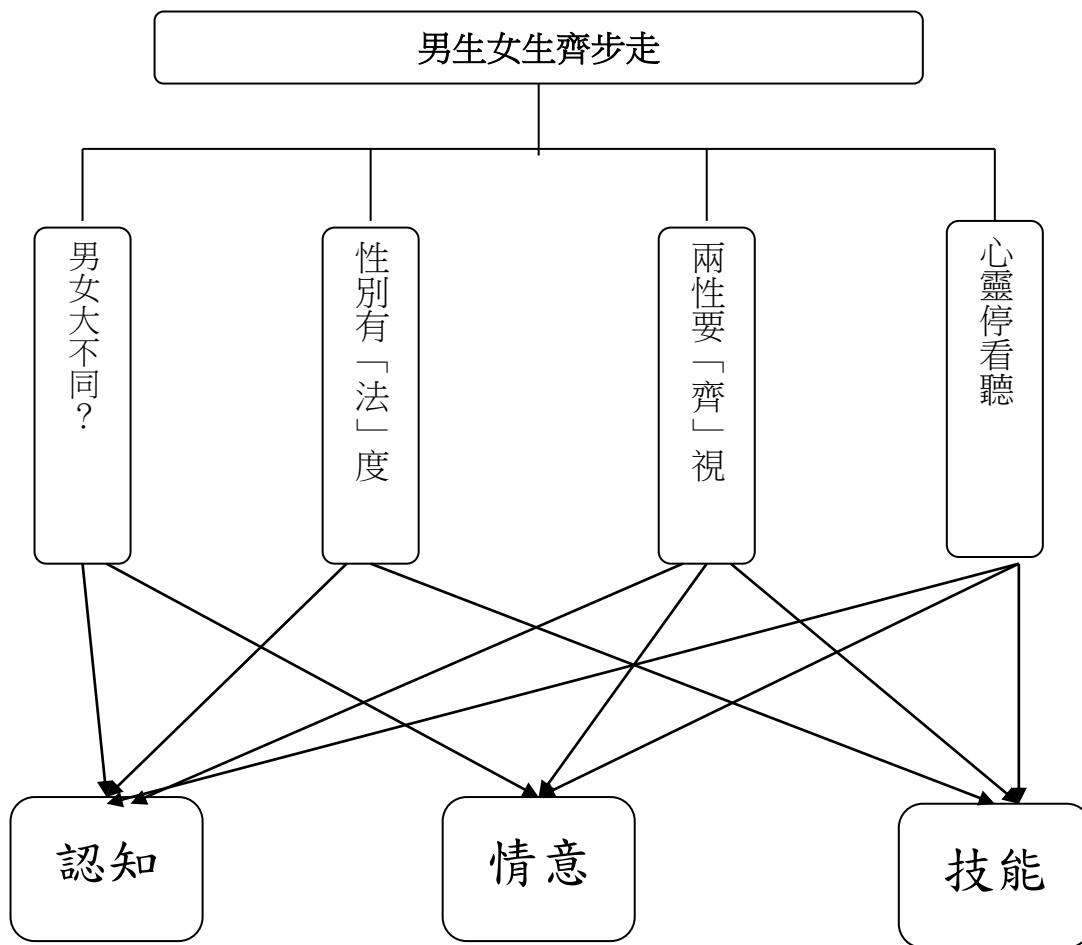 男生女生齊步走
男女大不同?
性別有「法」度
兩性要「齊」視
心靈停看聽
認知
情意
技能